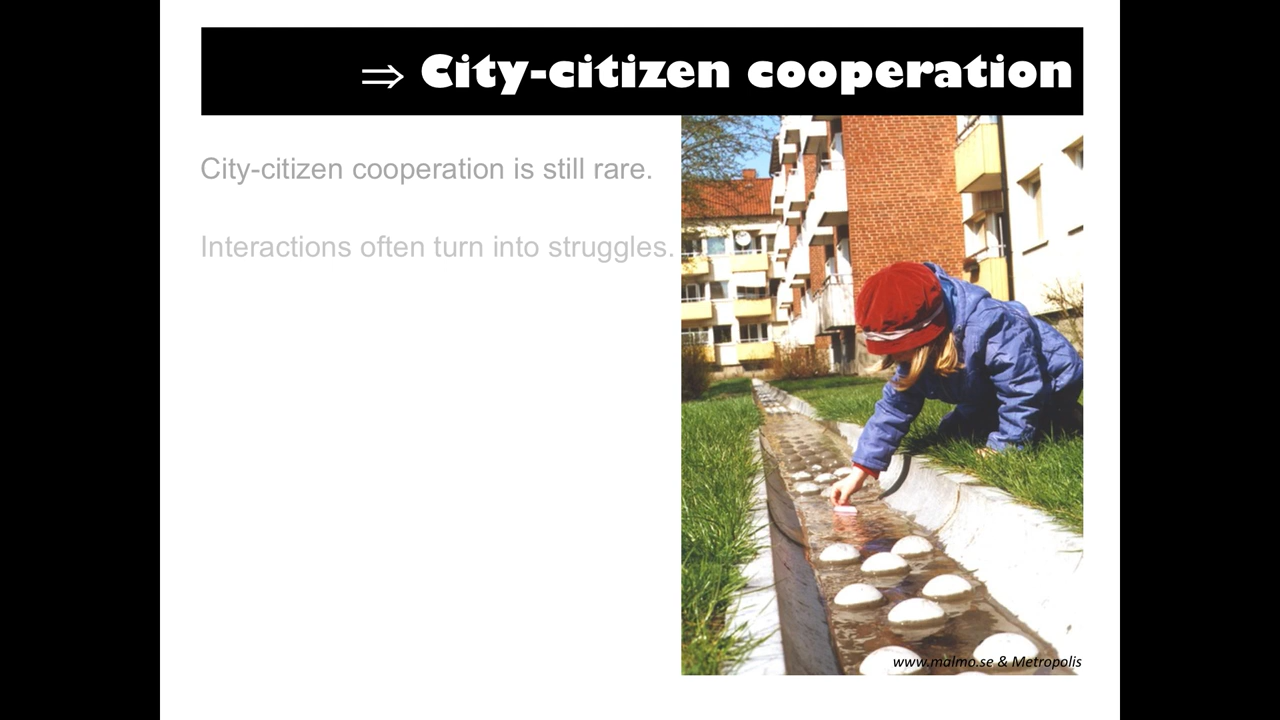 ⇒ City-citizen cooperation
City-citizen cooperation is still rare.
Interactions often turn into struggles.
www.malmo.se & Metropolis